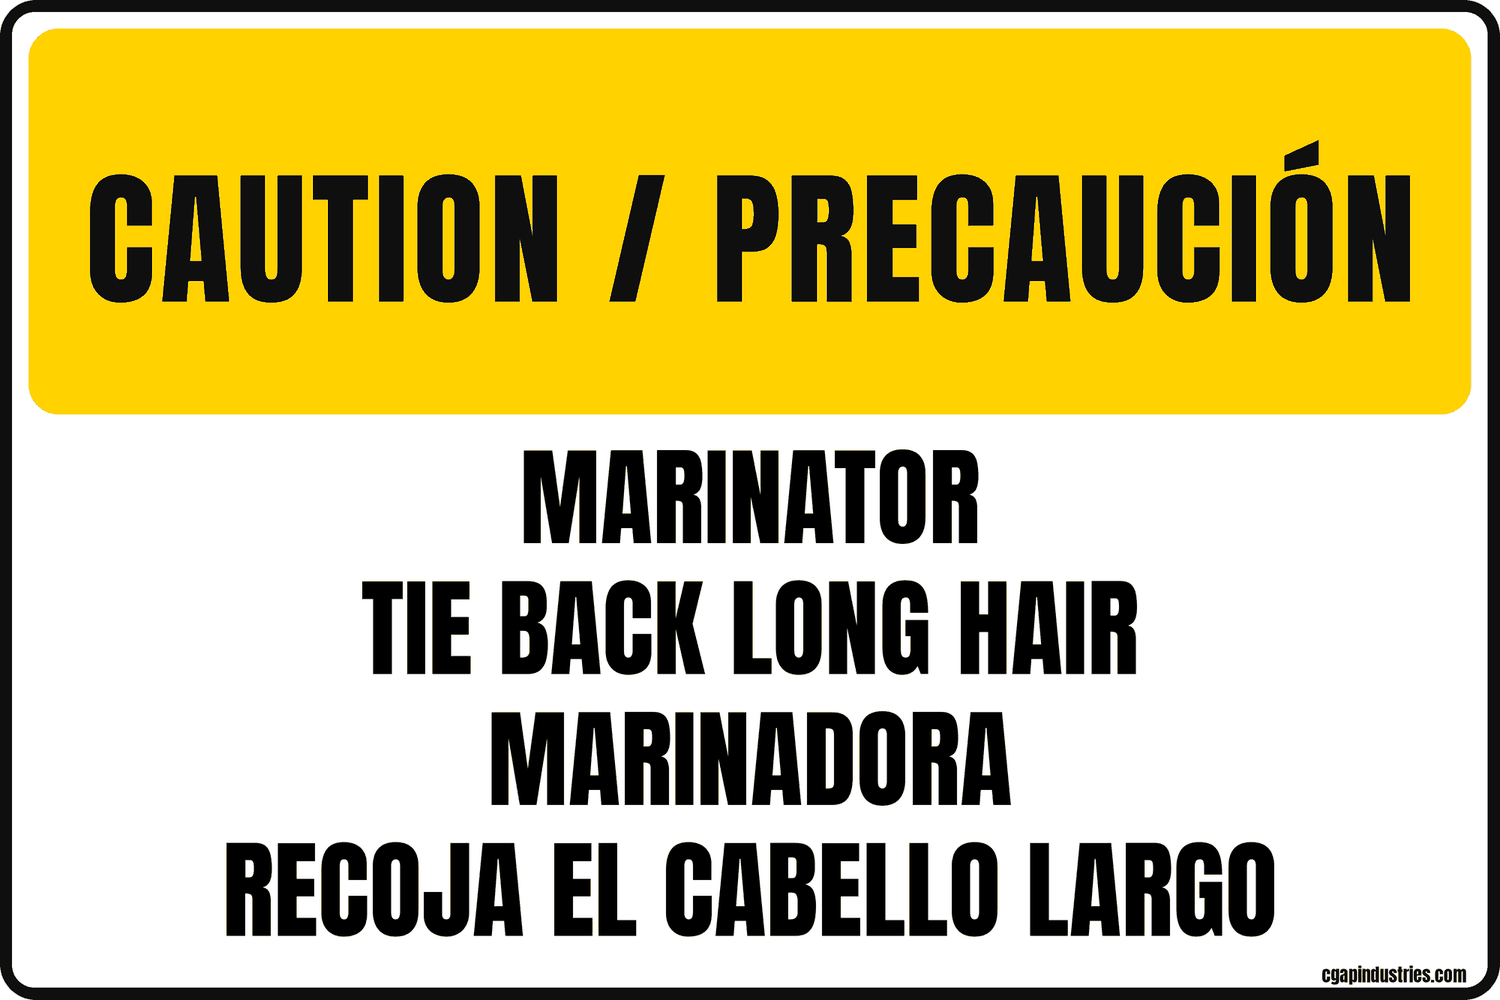 CAUTION / PRECAUCIÓN
MARINATOR
TIE BACK LONG HAIR
MARINADORA
RECOJA EL CABELLO LARGO
cgapindustries.com